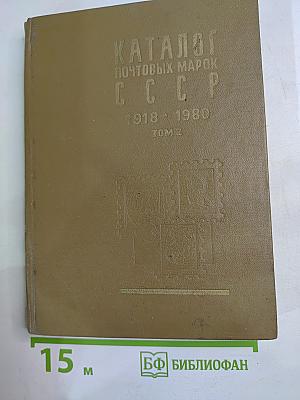 КАТАЛОГ
ПОЧТОВЫХ МАРОК
СССР
1918 · 1980
ТОМ 2
15 м
БФ БИБЛИОФАН